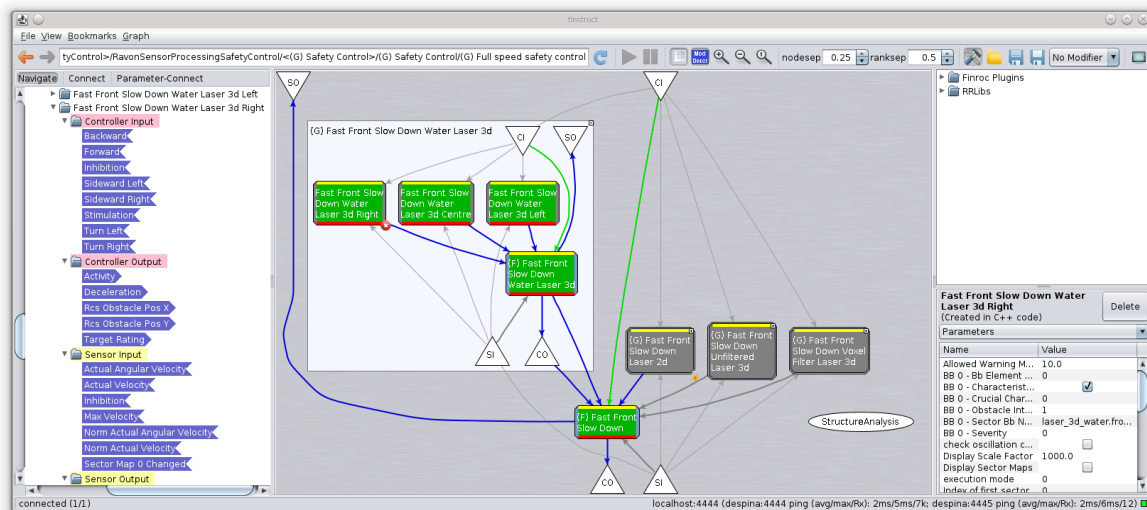 finstruct
File View Bookmarks Graph
tyControl>/RavonSensorProcessingSafetyControl/<(G) Safety Control>/(G) Safety Control/(G) Full speed safety control
Mod Descr
nodesep 0.25 ranksep 0.5 No Modifier
Navigate Connect Parameter-Connect
Fast Front Slow Down Water Laser 3d Left
Fast Front Slow Down Water Laser 3d Right
Controller Input
Backward
Forward
Inhibition
Sideward Left
Sideward Right
Stimulation
Turn Left
Turn Right
Controller Output
Activity
Deceleration
Rcs Obstacle Pos X
Rcs Obstacle Pos Y
Target Rating
Sensor Input
Actual Angular Velocity
Actual Velocity
Inhibition
Max Velocity
Norm Actual Angular Velocity
Norm Actual Velocity
Sector Map 0 Changed
Sensor Output
SO
CI
(G) Fast Front Slow Down Water Laser 3d
CI
SO
Fast Front Slow
Down Water
Laser 3d Right
Fast Front Slow
Down Water
Laser 3d Centre
Fast Front Slow
Down Water
Laser 3d Left
(F) Fast Front
Slow Down
Water Laser 3d
SI
CO
(G) Fast Front
Slow Down
Laser 2d
(G) Fast Front
Slow Down
Unfiltered
Laser 3d
(G) Fast Front
Slow Down Voxel
Filter Laser 3d
(F) Fast Front
Slow Down
StructureAnalysis
CO
SI
Finroc Plugins
RRLibs
Fast Front Slow Down Water
Laser 3d Right
(Created in C++ code)
Delete
Parameters
Name Value
Allowed Warning M... 10.0
BB 0 - Bb Element ... 0
BB 0 - Characterist...
BB 0 - Crucial Char... 0
BB 0 - Obstacle Int... 1
BB 0 - Sector Bb N... laser_3d_water.fro...
BB 0 - Severity 0
check oscillation c...
Display Scale Factor 1000.0
Display Sector Maps
execution mode 0
Index of first sector 0
connected (1/1)
localhost:4444 (despina:4444 ping (avg/max/Rx): 2ms/5ms/7k; despina:4445 ping (avg/max/Rx): 2ms/6ms/12)